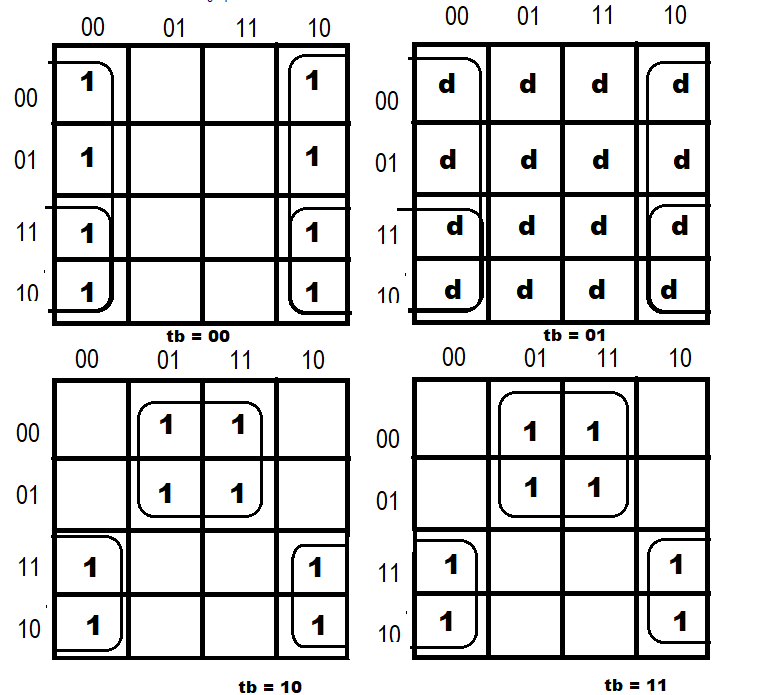 00 01 11 10
00 1 1
01 1 1
11 1 1
10 1 1
tb = 00
00 01 11 10
00 d d d d
01 d d d d
11 d d d d
10 d d d d
tb = 01
00 01 11 10
00 1 1
01 1 1
11 1 1
10 1 1
tb = 10
00 01 11 10
00 1 1
01 1 1
11 1 1
10 1 1
tb = 11